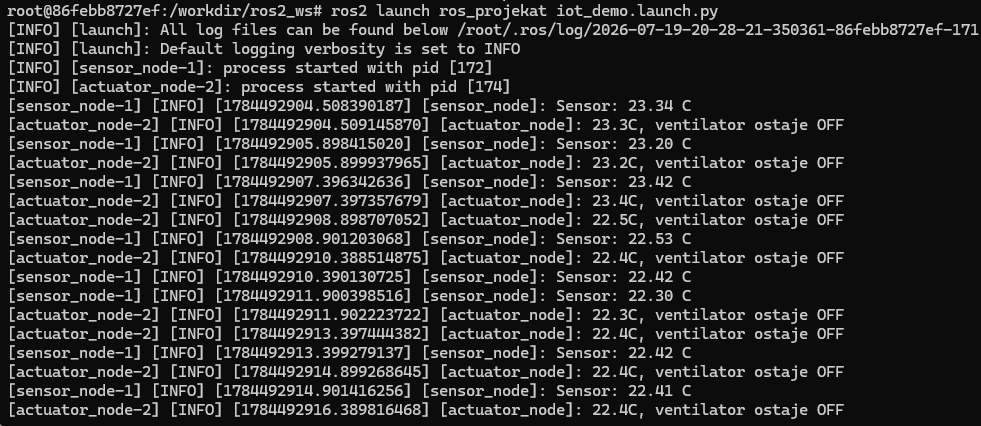 root@86febb8727ef:/workdir/ros2_ws# ros2 launch ros_projekat iot_demo.launch.py
[INFO] [launch]: All log files can be found below /root/.ros/log/2026-07-19-20-28-21-350361-86febb8727ef-171
[INFO] [launch]: Default logging verbosity is set to INFO
[INFO] [sensor_node-1]: process started with pid [172]
[INFO] [actuator_node-2]: process started with pid [174]
[sensor_node-1] [INFO] [1784492904.508390187] [sensor_node]: Sensor: 23.34 C
[actuator_node-2] [INFO] [1784492904.509145870] [actuator_node]: 23.3C, ventilator ostaje OFF
[sensor_node-1] [INFO] [1784492905.898415020] [sensor_node]: Sensor: 23.20 C
[actuator_node-2] [INFO] [1784492905.899937965] [actuator_node]: 23.2C, ventilator ostaje OFF
[sensor_node-1] [INFO] [1784492907.396342636] [sensor_node]: Sensor: 23.42 C
[actuator_node-2] [INFO] [1784492907.397357679] [actuator_node]: 23.4C, ventilator ostaje OFF
[actuator_node-2] [INFO] [1784492908.898707052] [actuator_node]: 22.5C, ventilator ostaje OFF
[sensor_node-1] [INFO] [1784492908.901203068] [sensor_node]: Sensor: 22.53 C
[actuator_node-2] [INFO] [1784492910.388514875] [actuator_node]: 22.4C, ventilator ostaje OFF
[sensor_node-1] [INFO] [1784492910.390130725] [sensor_node]: Sensor: 22.42 C
[sensor_node-1] [INFO] [1784492911.900398516] [sensor_node]: Sensor: 22.30 C
[actuator_node-2] [INFO] [1784492911.902223722] [actuator_node]: 22.3C, ventilator ostaje OFF
[actuator_node-2] [INFO] [1784492913.397444382] [actuator_node]: 22.4C, ventilator ostaje OFF
[sensor_node-1] [INFO] [1784492913.399279137] [sensor_node]: Sensor: 22.42 C
[actuator_node-2] [INFO] [1784492914.899268645] [actuator_node]: 22.4C, ventilator ostaje OFF
[sensor_node-1] [INFO] [1784492914.901416256] [sensor_node]: Sensor: 22.41 C
[actuator_node-2] [INFO] [1784492916.389816468] [actuator_node]: 22.4C, ventilator ostaje OFF